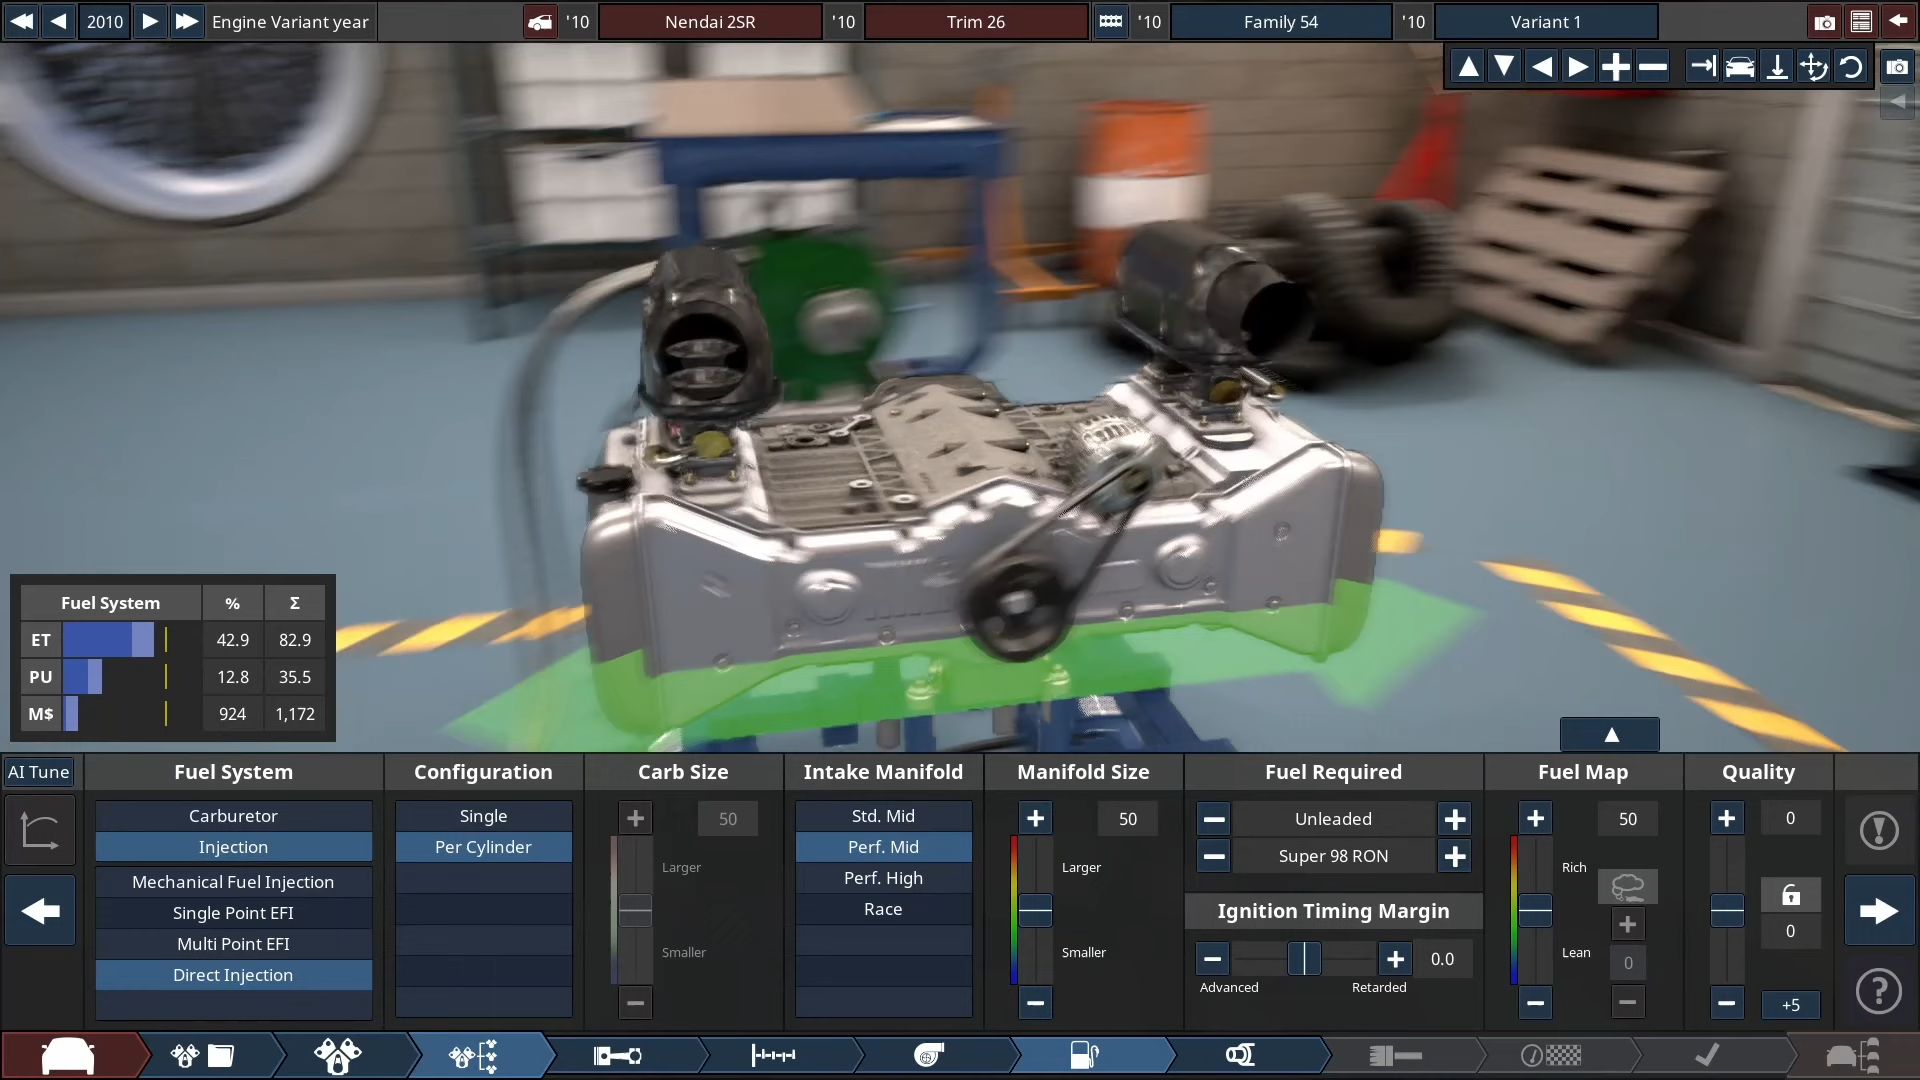 2010 Engine Variant year '10 Nendai 2SR '10 Trim 26 '10 Family 54 '10 Variant 1
Fuel System % Σ
ET 42.9 82.9
PU 12.8 35.5
M$ 924 1,172
AI Tune
Fuel System
Carburetor
Injection
Mechanical Fuel Injection
Single Point EFI
Multi Point EFI
Direct Injection
Configuration
Single
Per Cylinder
Carb Size
50
Larger
Smaller
Intake Manifold
Std. Mid
Perf. Mid
Perf. High
Race
Manifold Size
50
Larger
Smaller
Fuel Required
Unleaded
Super 98 RON
Ignition Timing Margin
0.0
Advanced Retarded
Fuel Map
50
Rich
Lean
0
Quality
0
0
+5